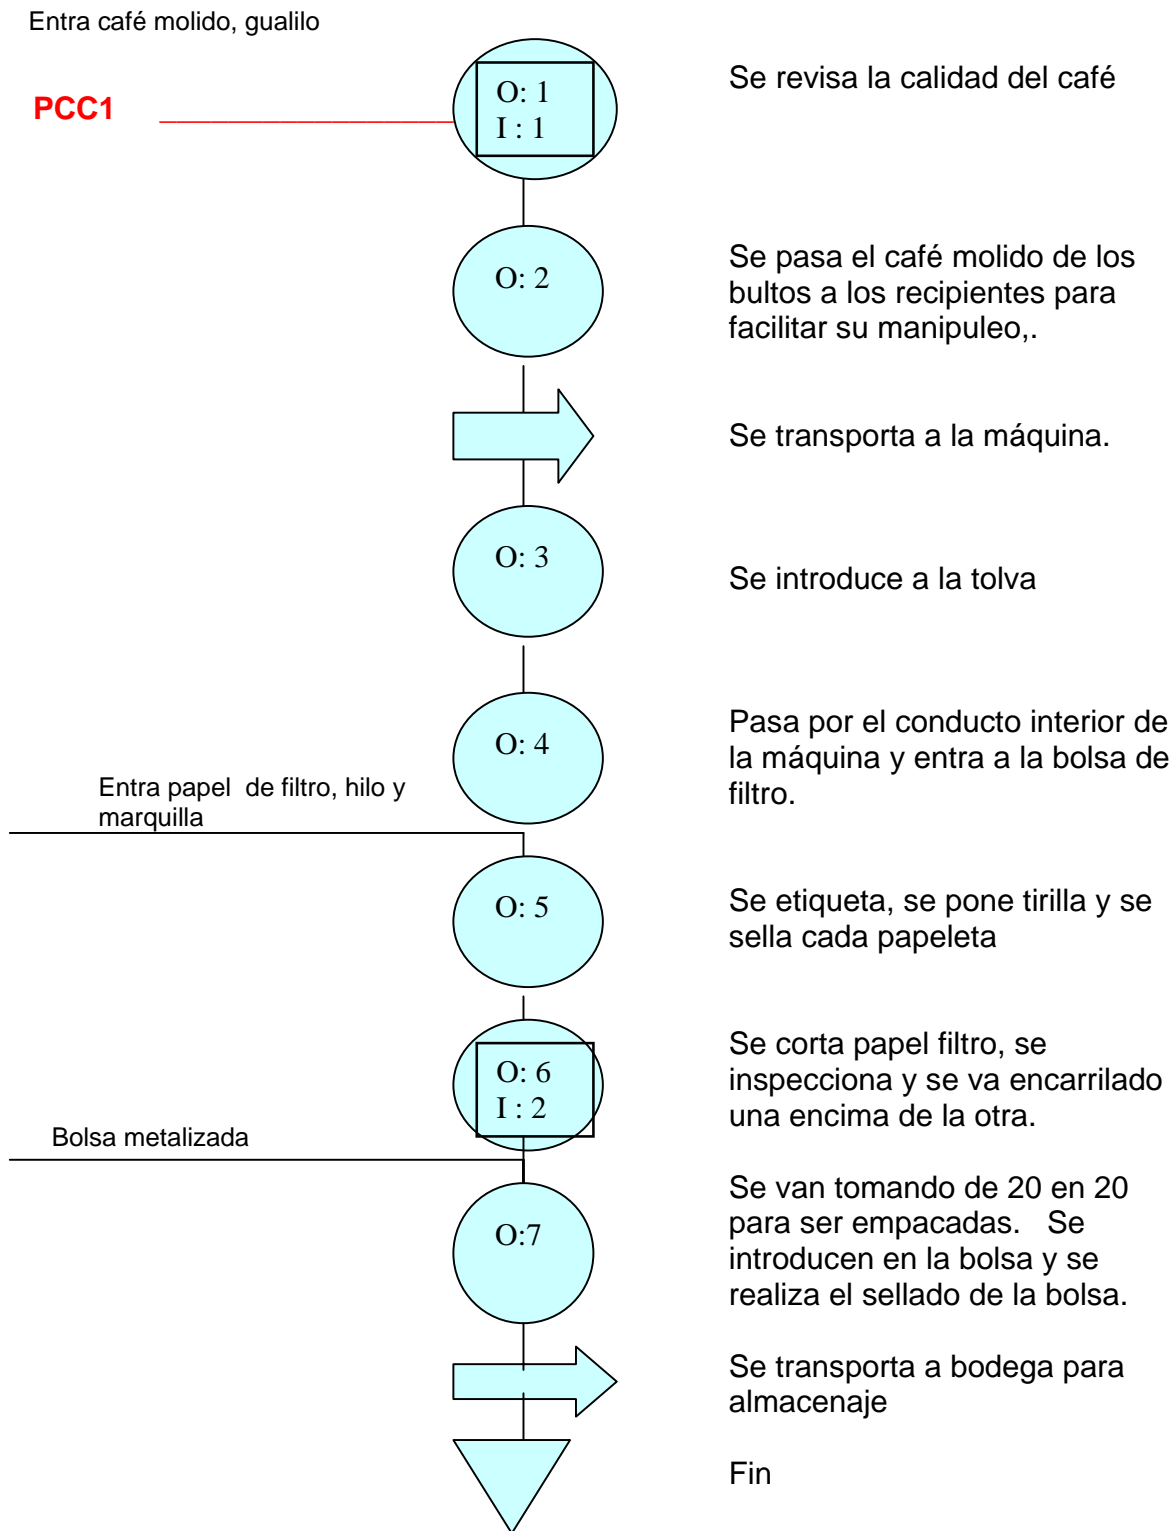 Entra café molido, gualilo
PCC1
O: 1
I : 1
Se revisa la calidad del café
O: 2
Se pasa el café molido de los
bultos a los recipientes para
facilitar su manipuleo,.
Se transporta a la máquina.
O: 3
Se introduce a la tolva
O: 4
Pasa por el conducto interior de
la máquina y entra a la bolsa de
filtro.
Entra papel  de filtro, hilo y
marquilla
O: 5
Se etiqueta, se pone tirilla y se
sella cada papeleta
O: 6
I : 2
Se corta papel filtro, se
inspecciona y se va encarrilado
una encima de la otra.
Bolsa metalizada
O:7
Se van tomando de 20 en 20
para ser empacadas.   Se
introducen en la bolsa y se
realiza el sellado de la bolsa.
Se transporta a bodega para
almacenaje
Fin